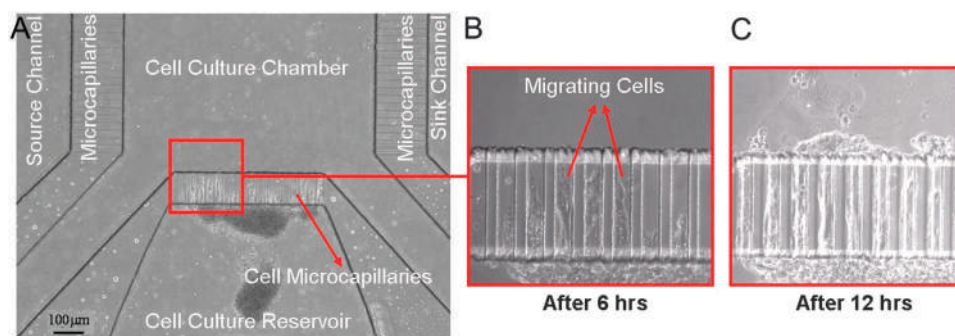 A
Source Channel
Microcapillaries
Cell Culture Chamber
Microcapillaries
Sink Channel
Cell Microcapillaries
100µm
Cell Culture Reservoir
B
Migrating Cells
After 6 hrs
C
After 12 hrs